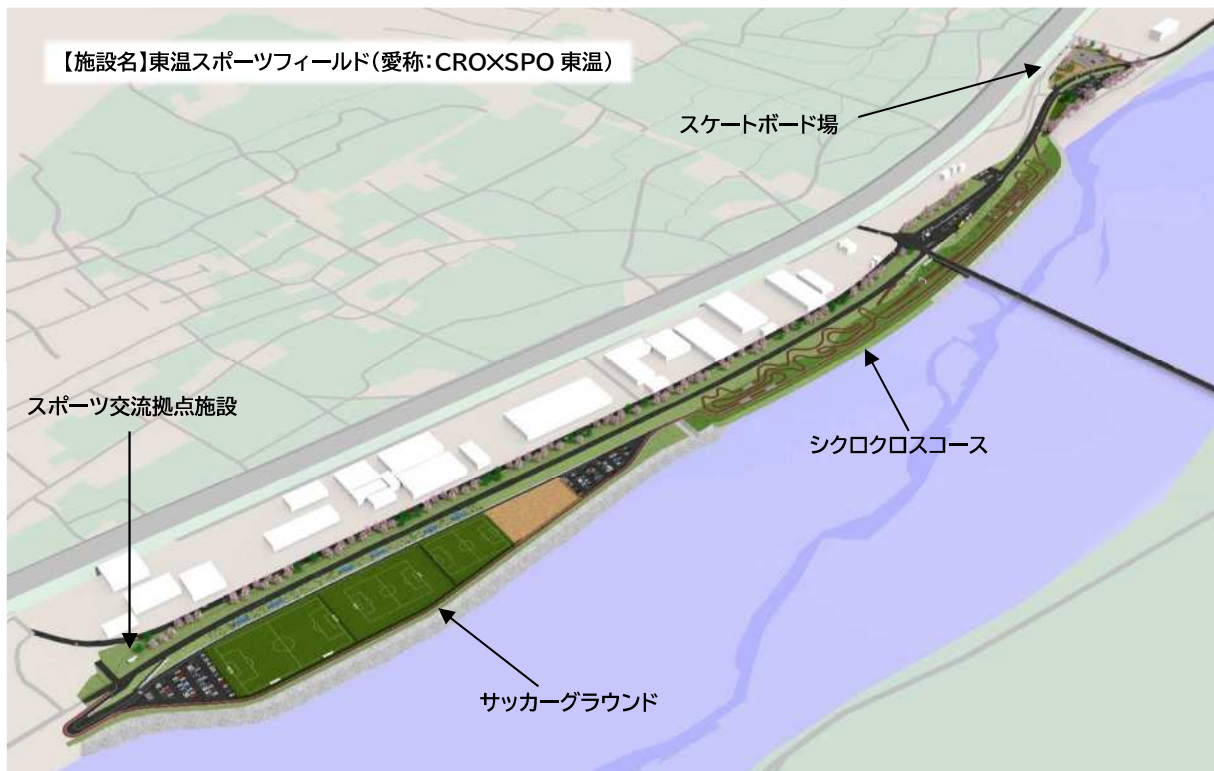 【施設名】東温スポーツフィールド(愛称:CRO×SPO 東温)
スケートボード場
スポーツ交流拠点施設
シクロクロスコース
サッカーグラウンド